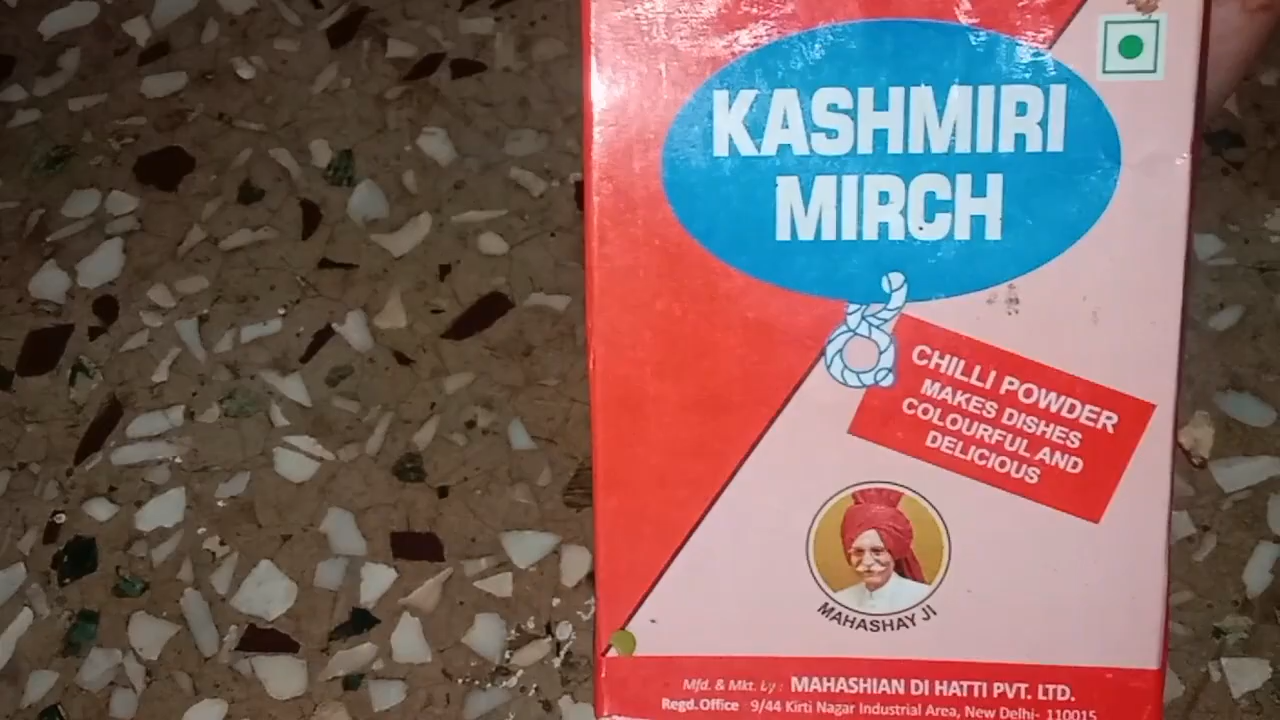 KASHMIRI
MIRCH
CHILLI POWDER
MAKES DISHES
COLOURFUL AND
DELICIOUS
MAHASHAY JI
Mfd. & Mkt. by : MAHASHIAN DI HATTI PVT. LTD.
Regd. Office 9/44 Kirti Nagar Industrial Area, New Delhi- 110015